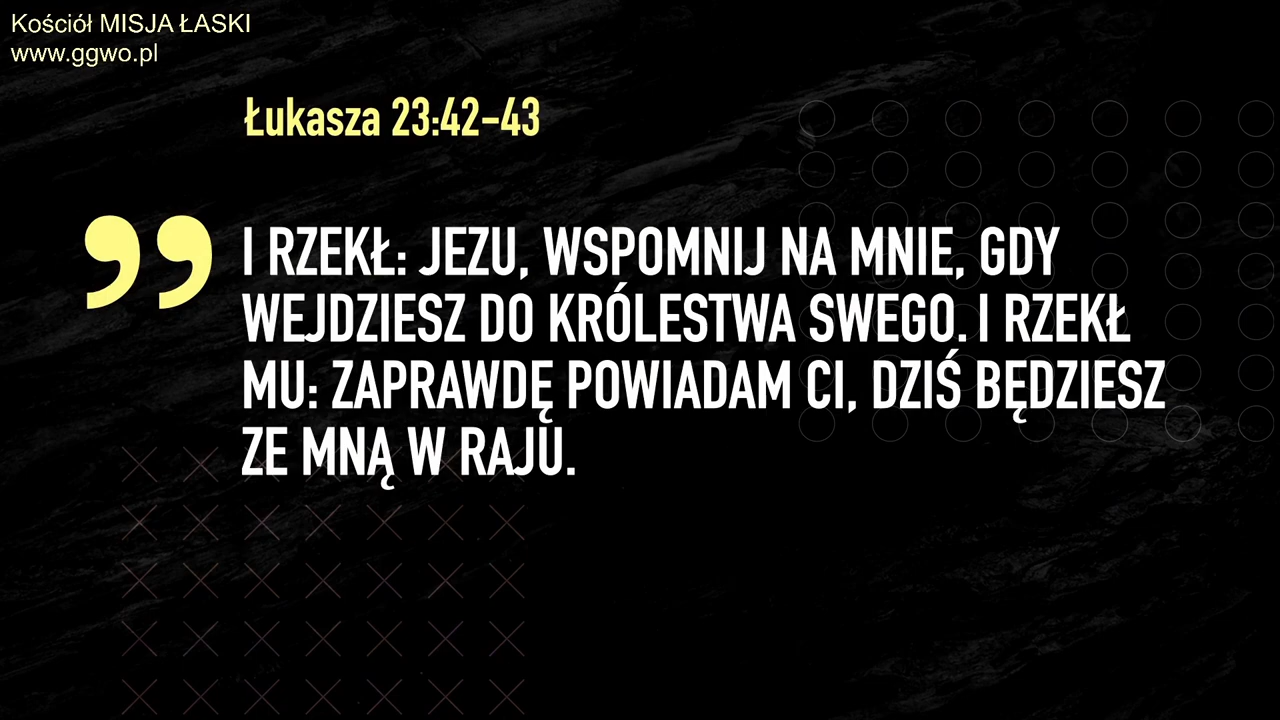 Kościół MISJA ŁASKI
www.ggwo.pl
Łukasza 23:42-43
”
I RZEKŁ: JEZU, WSPOMNIJ NA MNIE, GDY
WEJDZIESZ DO KRÓLESTWA SWEGO. I RZEKŁ
MU: ZAPRAWDĘ POWIADAM CI, DZIŚ BĘDZIESZ
ZE MNĄ W RAJU.